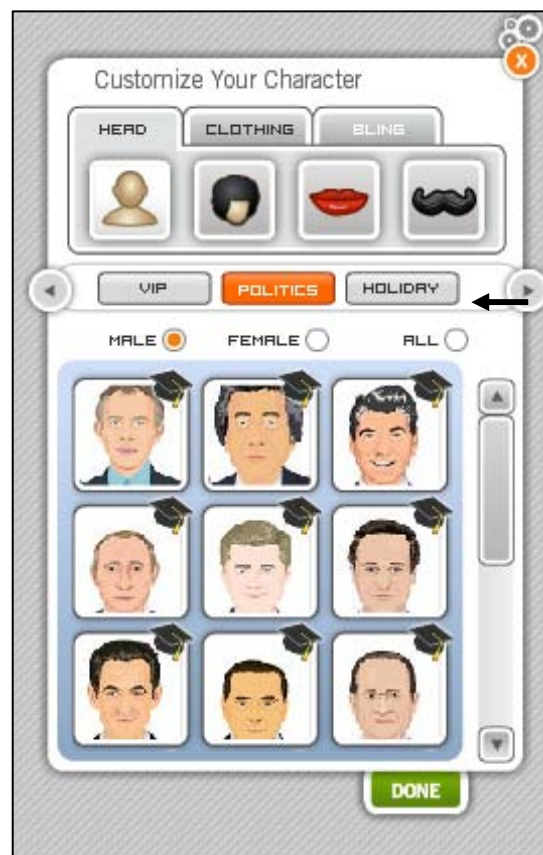 X
Customize Your Character
HEAD CLOTHING BLING
VIP POLITICS HOLIDAY
MALE FEMALE ALL
DONE